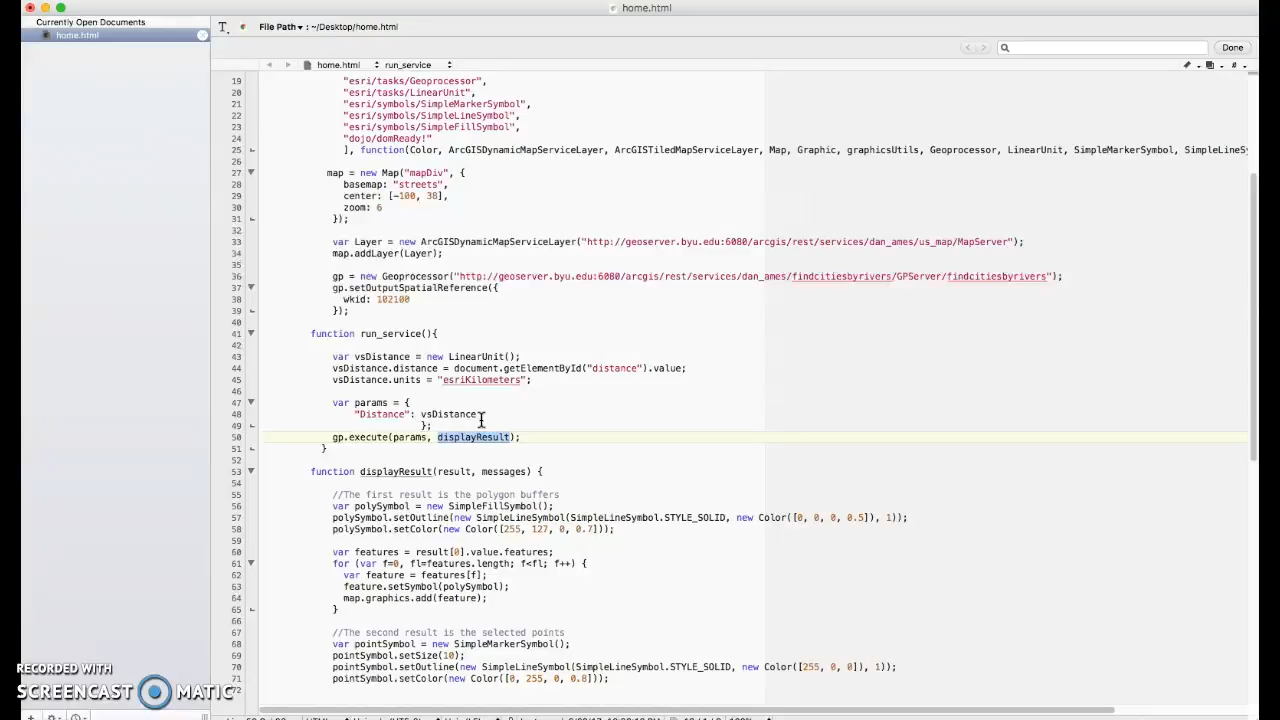 home.html
Currently Open Documents
home.html
File Path ▾ : ~/Desktop/home.html
Done
home.html
run_service
19 "esri/tasks/Geoprocessor",
20 "esri/tasks/LinearUnit",
21 "esri/symbols/SimpleMarkerSymbol",
22 "esri/symbols/SimpleLineSymbol",
23 "esri/symbols/SimpleFillSymbol",
24 "dojo/domReady!"
25 ], function(Color, ArcGISDynamicMapServiceLayer, ArcGISTiledMapServiceLayer, Map, Graphic, graphicsUtils, Geoprocessor, LinearUnit, SimpleMarkerSymbol, SimpleLineSy
26
27 map = new Map("mapDiv", {
28 basemap: "streets",
29 center: [-100, 38],
30 zoom: 6
31 });
32
33 var Layer = new ArcGISDynamicMapServiceLayer("http://geoserver.byu.edu:6080/arcgis/rest/services/dan_ames/us_map/MapServer");
34 map.addLayer(Layer);
35
36 gp = new Geoprocessor("http://geoserver.byu.edu:6080/arcgis/rest/services/dan_ames/findcitiesbyrivers/GPServer/findcitiesbyrivers");
37 gp.setOutputSpatialReference({
38 wkid: 102100
39 });
40
41 function run_service(){
42
43 var vsDistance = new LinearUnit();
44 vsDistance.distance = document.getElementById("distance").value;
45 vsDistance.units = "esriKilometers";
46
47 var params = {
48 "Distance": vsDistance
49 };
50 gp.execute(params, displayResult);
51 }
52
53 function displayResult(result, messages) {
54
55 //The first result is the polygon buffers
56 var polySymbol = new SimpleFillSymbol();
57 polySymbol.setOutline(new SimpleLineSymbol(SimpleLineSymbol.STYLE_SOLID, new Color([0, 0, 0, 0.5]), 1));
58 polySymbol.setColor(new Color([255, 127, 0, 0.7]));
59
60 var features = result[0].value.features;
61 for (var f=0, fl=features.length; f<fl; f++) {
62 var feature = features[f];
63 feature.setSymbol(polySymbol);
64 map.graphics.add(feature);
65 }
66
67 //The second result is the selected points
68 var pointSymbol = new SimpleMarkerSymbol();
69 pointSymbol.setSize(10);
70 pointSymbol.setOutline(new SimpleLineSymbol(SimpleLineSymbol.STYLE_SOLID, new Color([255, 0, 0]), 1));
71 pointSymbol.setColor(new Color([0, 255, 0, 0.8]));
72
RECORDED WITH
SCREENCAST MATIC